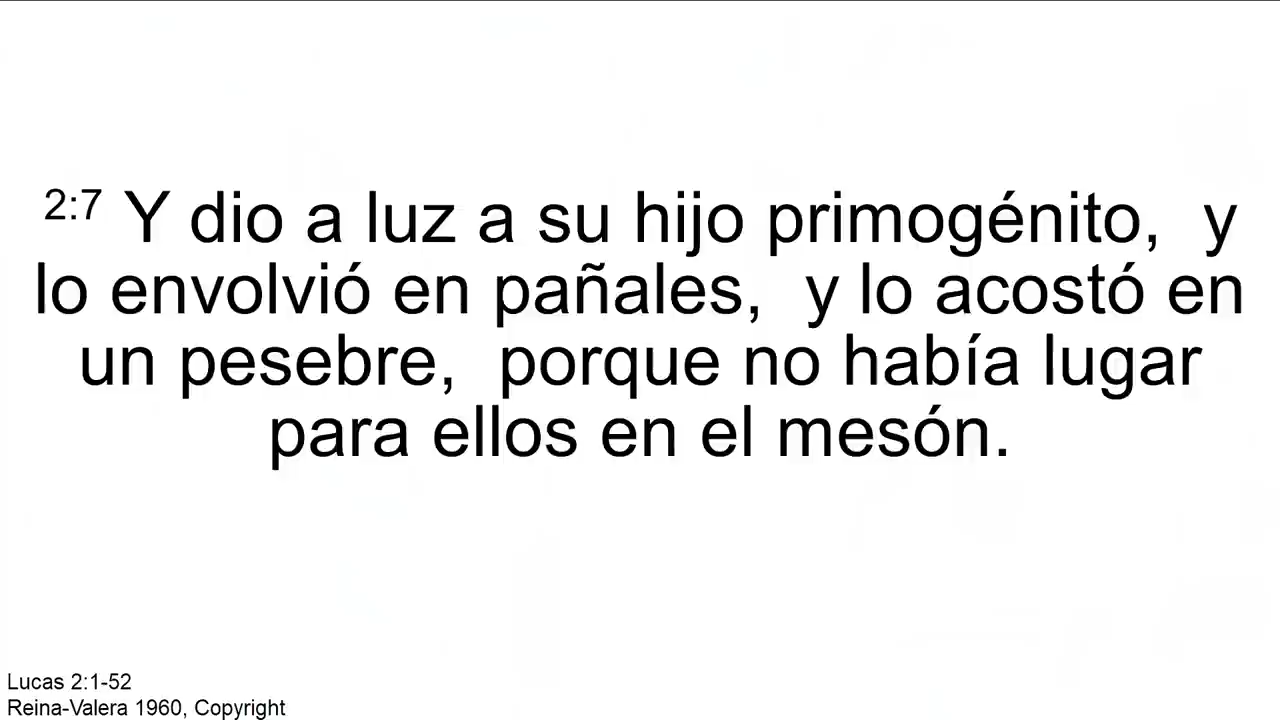 2:7 Y dio a luz a su hijo primogénito, y
lo envolvió en pañales, y lo acostó en
un pesebre, porque no había lugar
para ellos en el mesón.
Lucas 2:1-52
Reina-Valera 1960, Copyright